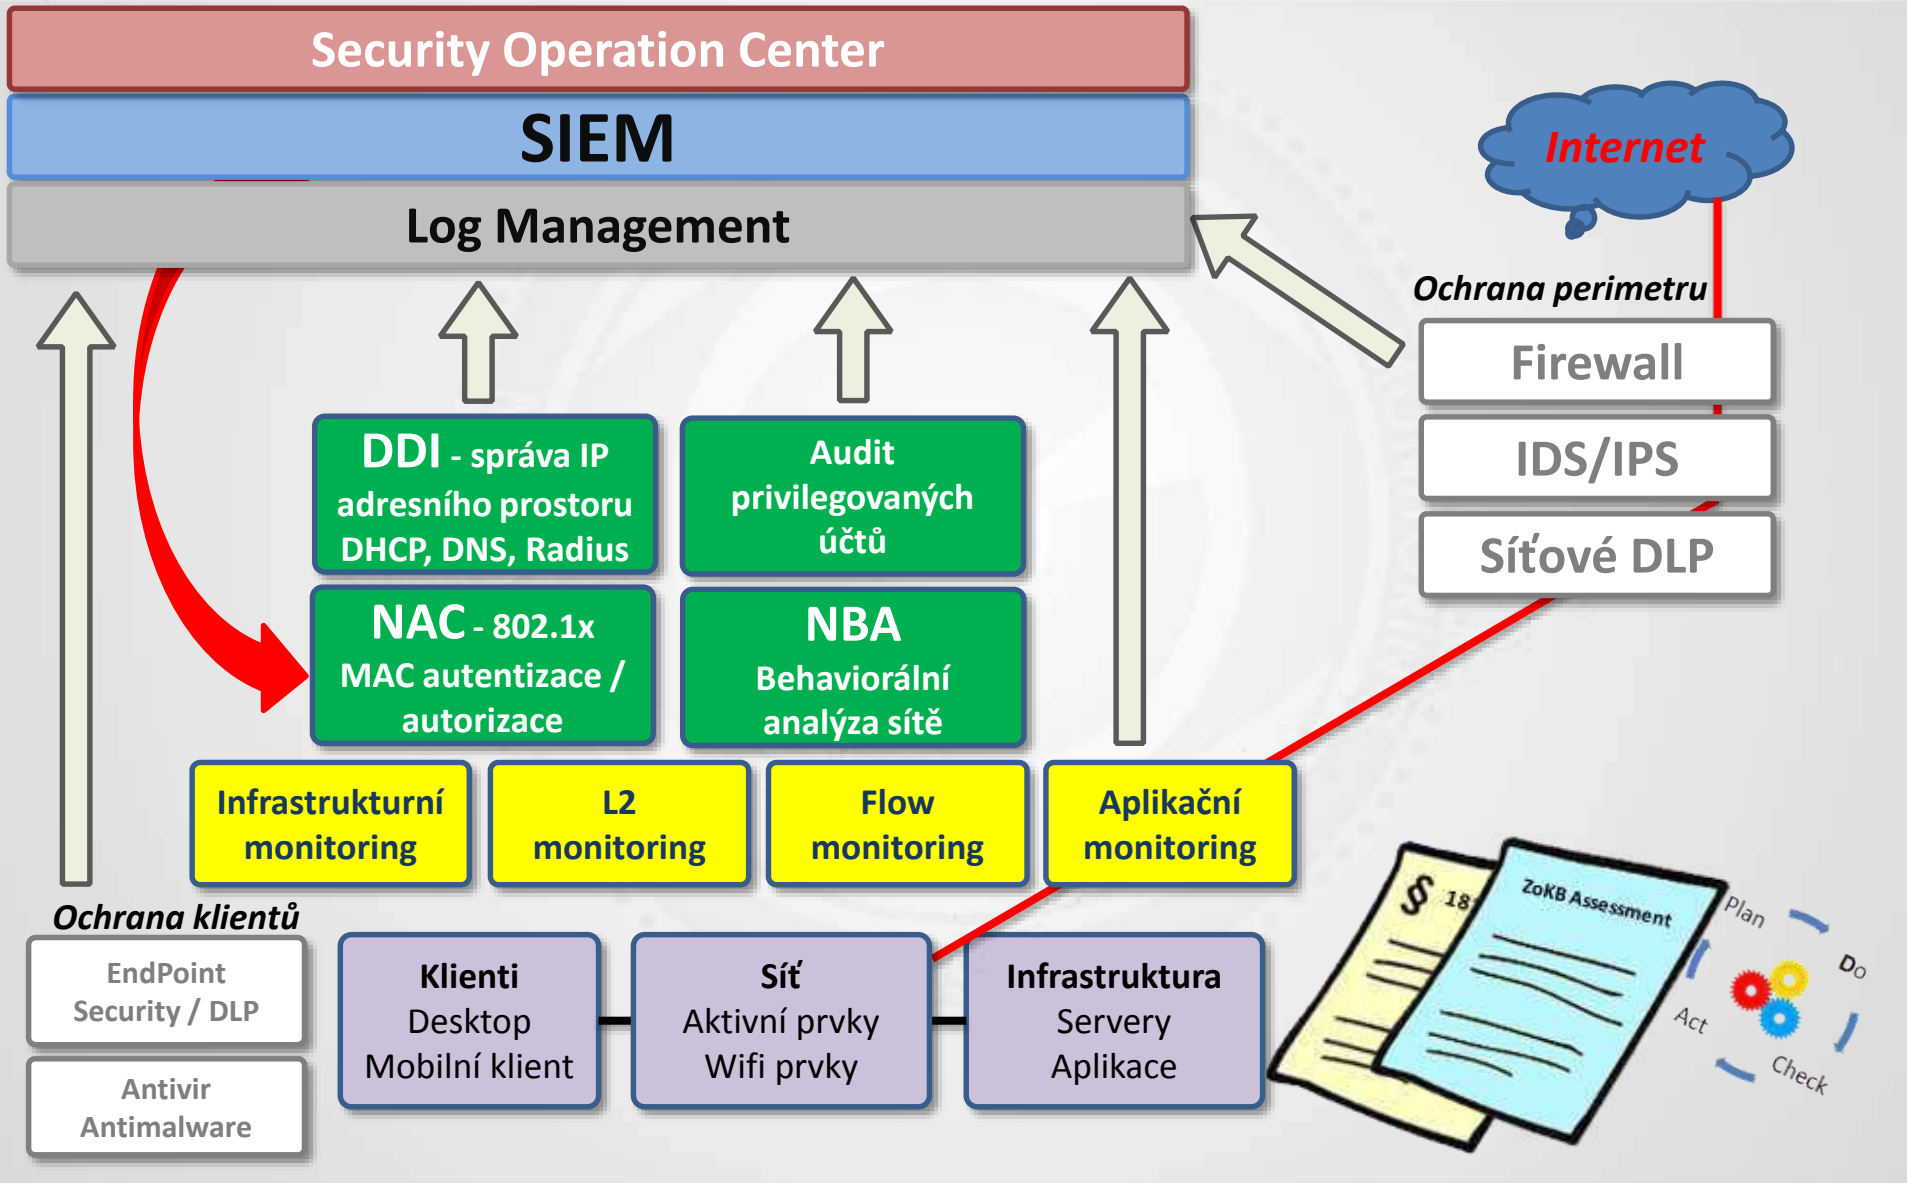 Security Operation Center
SIEM
Log Management
Internet
Ochrana perimetru
Firewall
IDS/IPS
Síťové DLP
DDI - správa IP
adresního prostoru
DHCP, DNS, Radius
Audit
privilegovaných
účtů
NAC - 802.1x
MAC autentizace /
autorizace
NBA
Behaviorální
analýza sítě
Infrastrukturní
monitoring
L2
monitoring
Flow
monitoring
Aplikační
monitoring
Ochrana klientů
EndPoint
Security / DLP
Antivir
Antimalware
Klienti
Desktop
Mobilní klient
Síť
Aktivní prvky
Wifi prvky
Infrastruktura
Servery
Aplikace
§ 18
ZoKB Assessment
Plan
Do
Check
Act